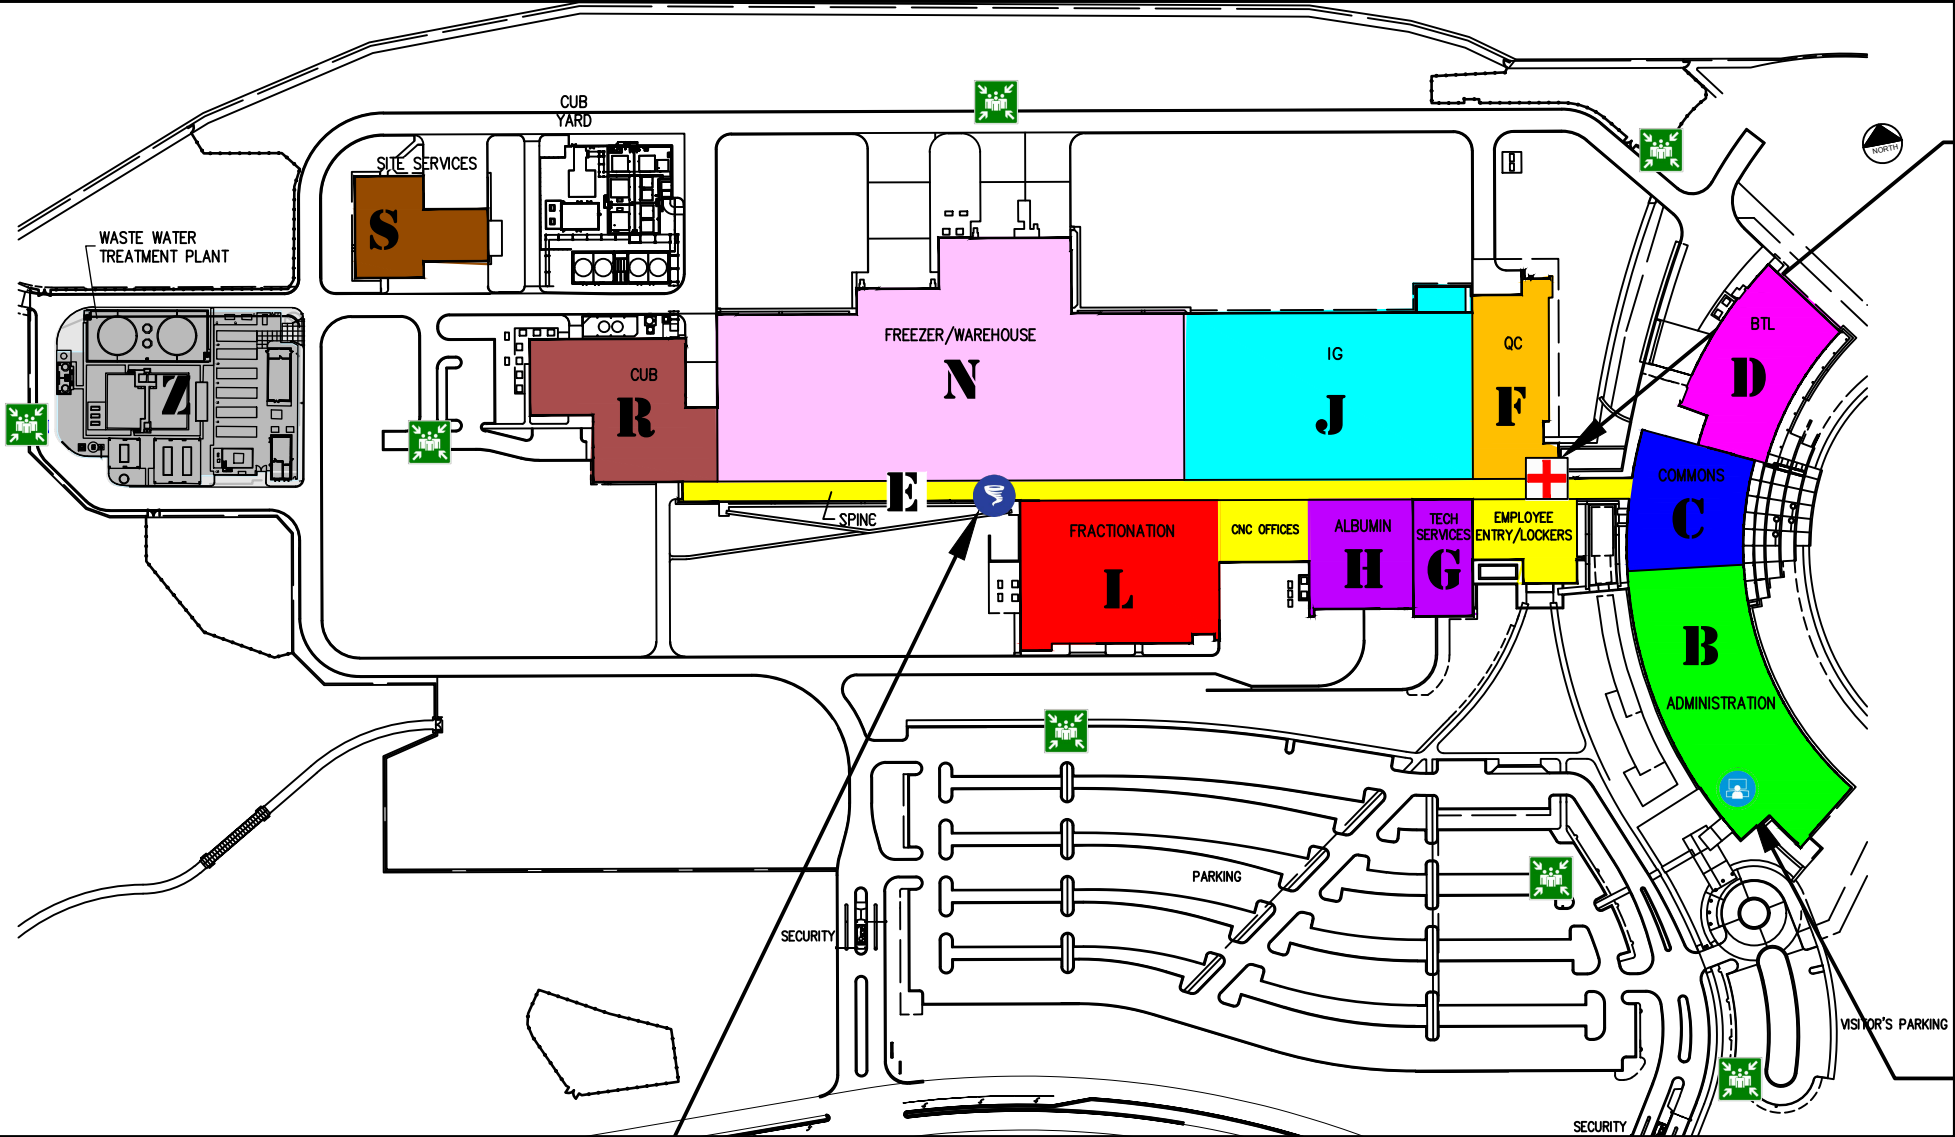 CUB
YARD
SITE SERVICES
S
NORTH
WASTE WATER
TREATMENT PLANT
Z
CUB
R
FREEZER/WAREHOUSE
N
IG
J
QC
F
BTL
D
E
SPINE
COMMONS
C
FRACTIONATION
L
CNC OFFICES
ALBUMIN
H
TECH
SERVICES
G
EMPLOYEE
ENTRY/LOCKERS
B
ADMINISTRATION
PARKING
SECURITY
VISITOR'S PARKING
SECURITY